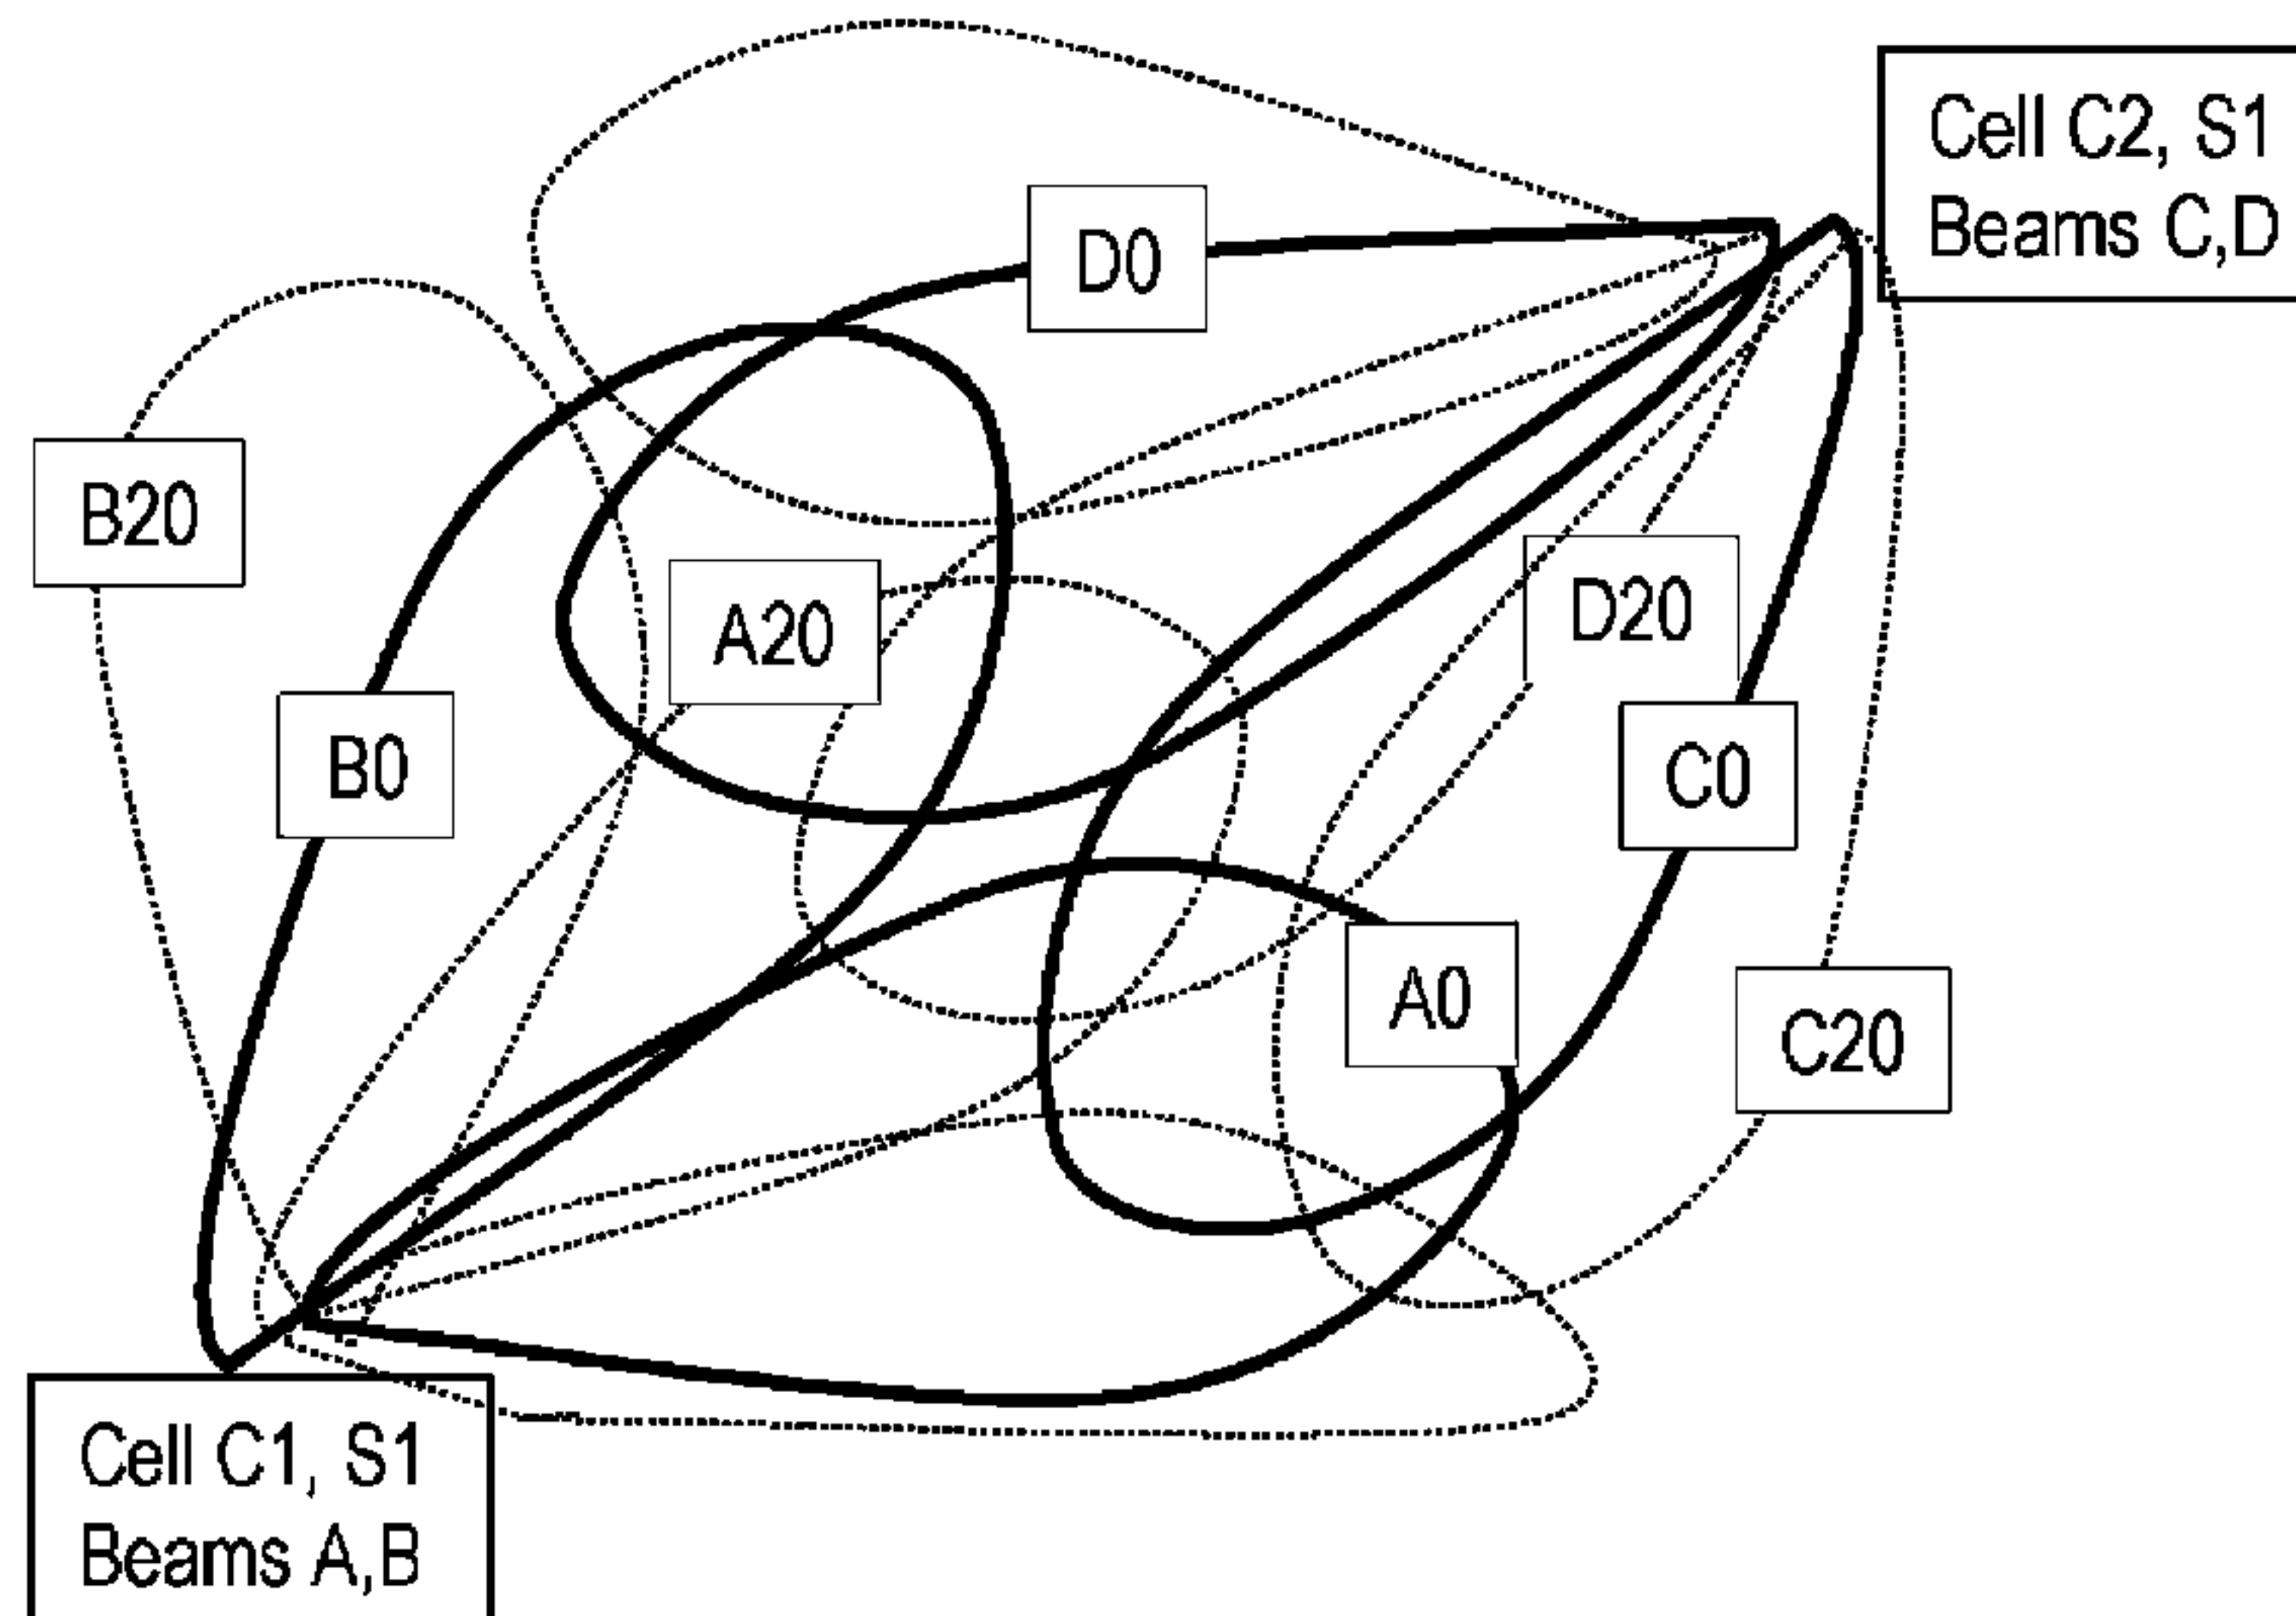 Cell C2, S1
Beams C,D
D0
B20
A20
D20
B0
C0
A0
C20
Cell C1, S1
Beams A,B